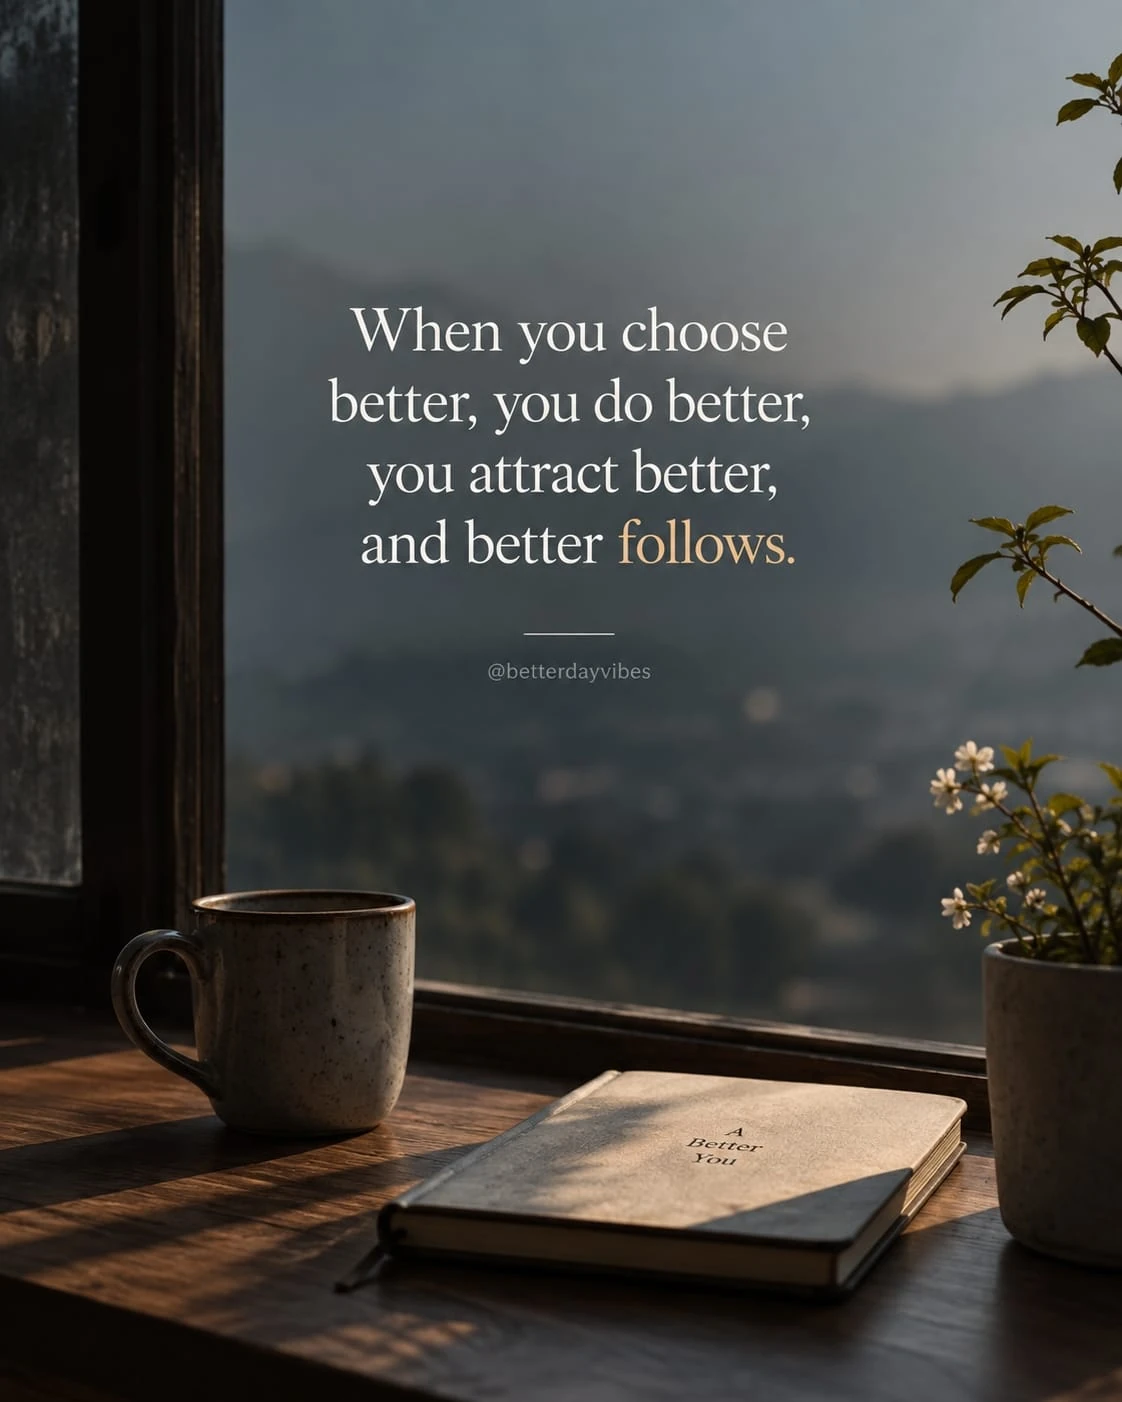 When you choose
better, you do better,
you attract better,
and better follows.
@betterdayvibes
A
Better
You